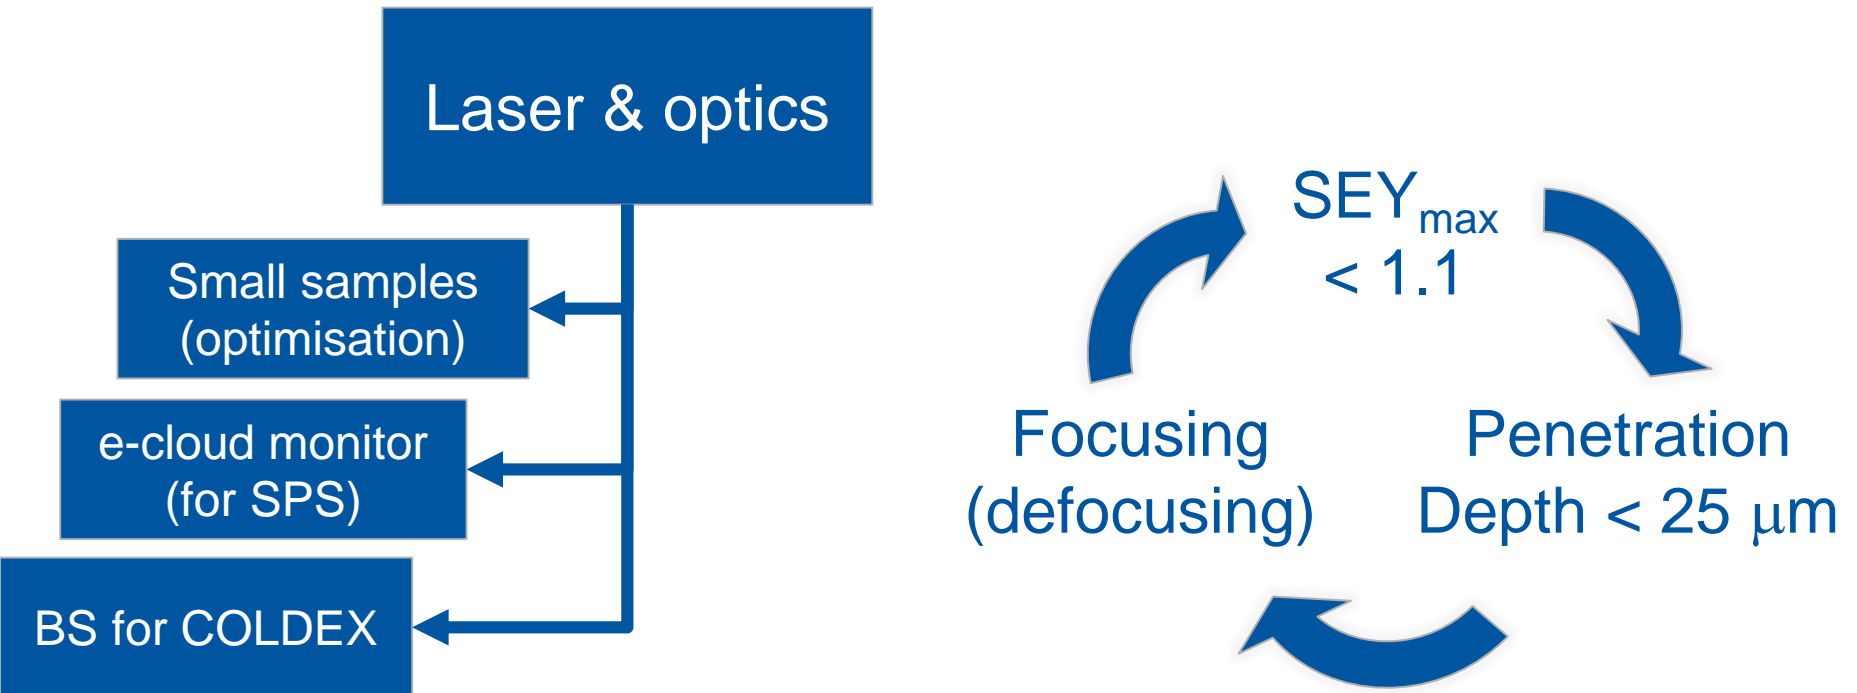 Laser & optics
Small samples
(optimisation)
e-cloud monitor
(for SPS)
BS for COLDEX
SEYmax
< 1.1
Penetration
Depth < 25 μm
Focusing
(defocusing)